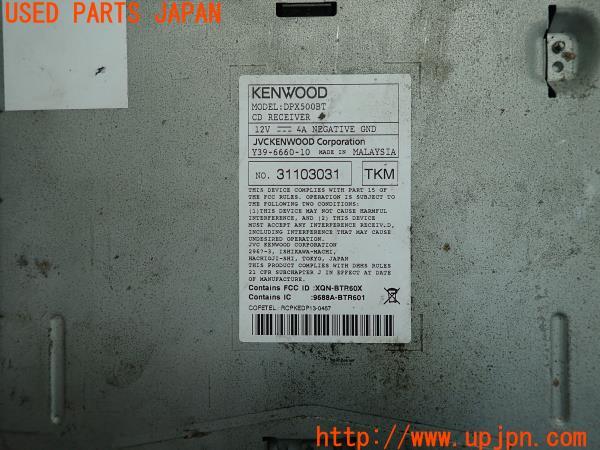 USED PARTS JAPAN
KENWOOD
MODEL:DPX500BT
CD RECEIVER
12V 4A NEGATIVE GND
JVCKENWOOD Corporation
Y39-6660-10 MADE IN MALAYSIA
NO. 31103031 TKM
THIS DEVICE COMPLIES WITH PART 15 OF
THE FCC RULES. OPERATION IS SUBJECT TO
THE FOLLOWING TWO CONDITIONS:
(1)THIS DEVICE MAY NOT CAUSE HARMFUL
INTERFERENCE, AND (2) THIS DEVICE
MUST ACCEPT ANY INTERFERENCE RECEIVED,
INCLUDING INTERFERENCE THAT MAY CAUSE
UNDESIRED OPERATION.
JVC KENWOOD CORPORATION
2967-3, ISHIKAWA-MACHI,
HACHIOJI-SHI, TOKYO, JAPAN
THIS PRODUCT COMPLIES WITH DHHS RULES
21 CFR SUBCHAPTER J IN EFFECT AT DATE
OF MANUFACTURE.
Contains FCC ID :XQN-BTR60X
Contains IC :9688A-BTR601
COFETEL :RCPKEDP13-0457
http://www.upjpn.com/